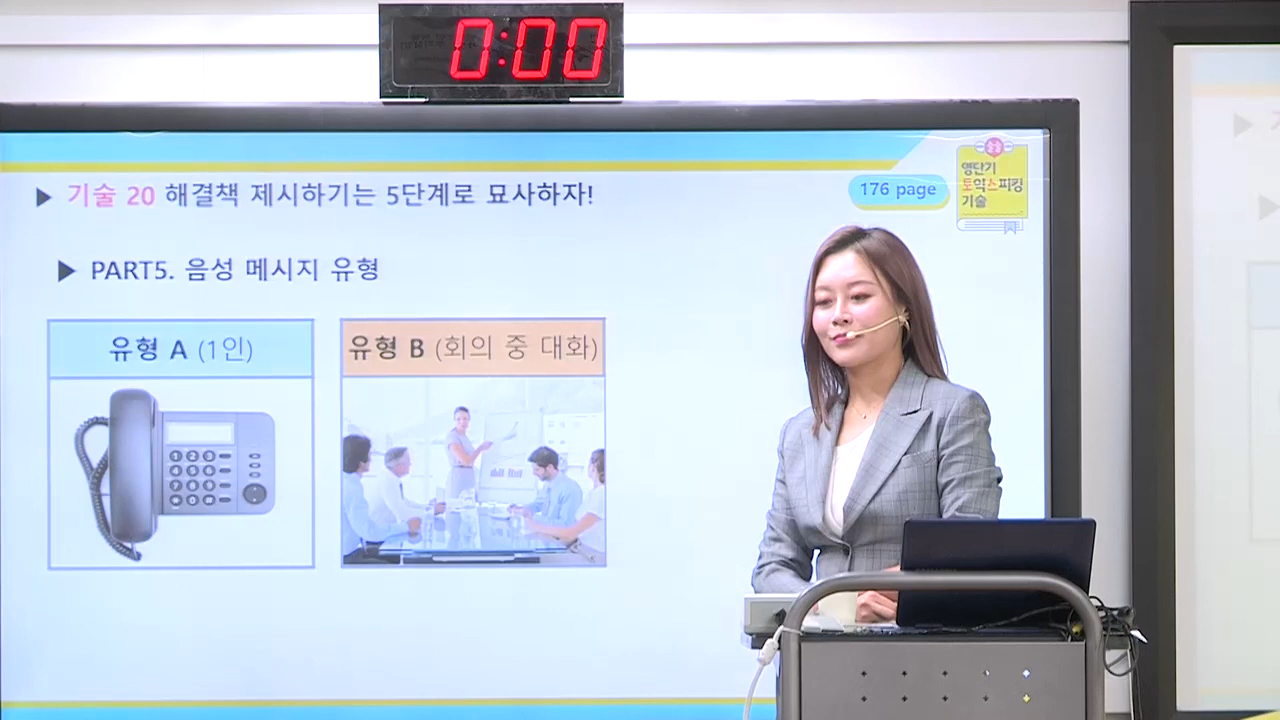 0:00
기술 20 해결책 제시하기는 5단계로 묘사하자!
176 page
영단기
토익스피킹
기술
PART5. 음성 메시지 유형
유형 A (1인)
유형 B (회의 중 대화)